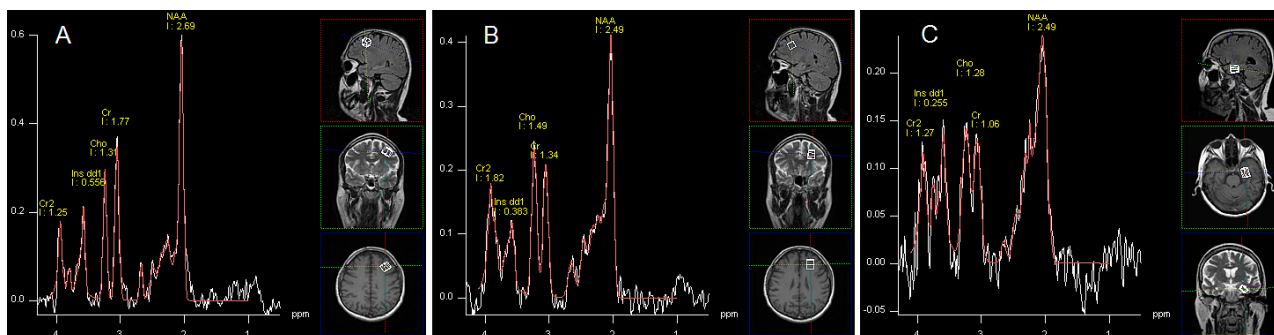 A
NAA
I : 2.69
Cr
I : 1.77
Cho
I : 1.31
Ins dd1
I : 0.556
Cr2
I : 1.25
0.6
0.4
0.2
0.0
4
3
2
1
ppm
B
NAA
I : 2.49
Cho
I : 1.49
Cr
I : 1.34
Cr2
I : 1.82
Ins dd1
I : 0.383
0.4
0.3
0.2
0.1
0.0
4
3
2
1
ppm
C
NAA
I : 2.49
Cho
I : 1.28
Ins dd1
I : 0.255
Cr2
I : 1.27
Cr
I : 1.06
0.20
0.15
0.10
0.05
0.00
-0.05
4
3
2
1
ppm